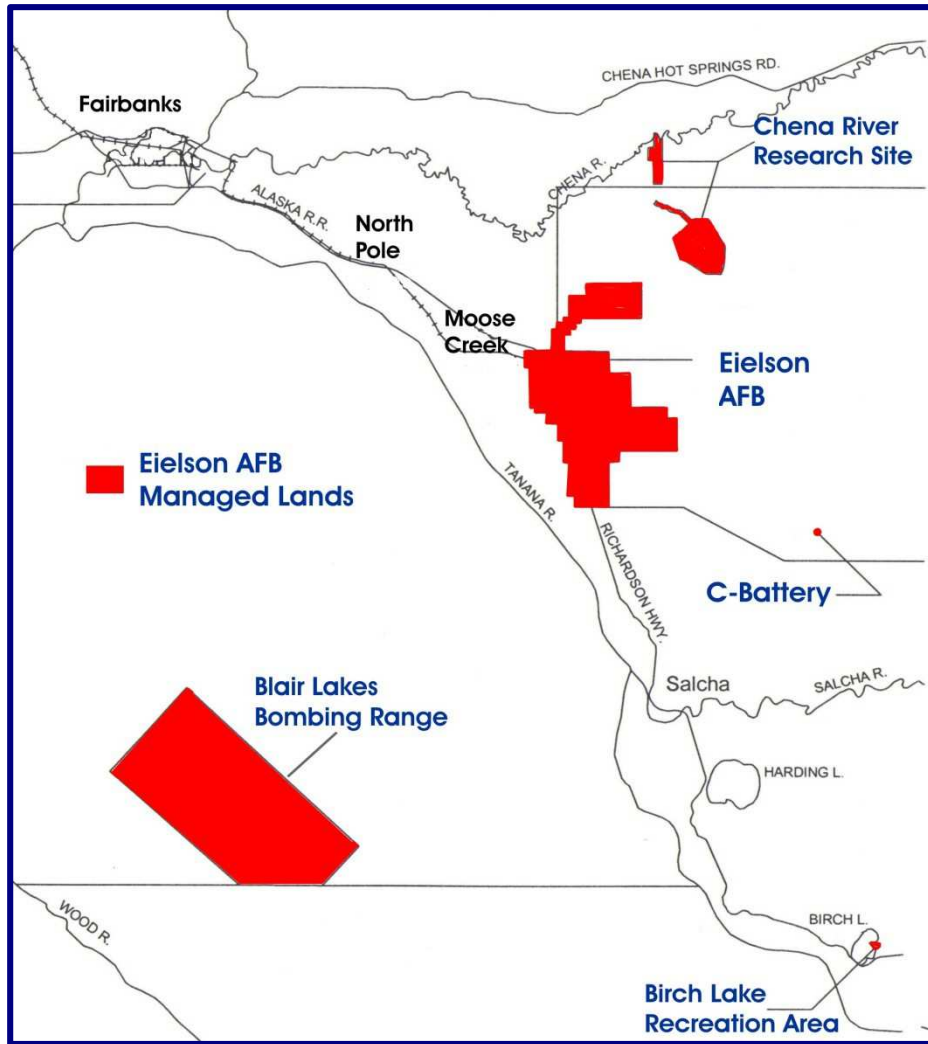 CHENA HOT SPRINGS RD.
Fairbanks
Chena River
Research Site
CHENA R.
ALASKA R.R.
North
Pole
Moose
Creek
Eielson
AFB
Eielson AFB
Managed Lands
TANANA R.
RICHARDSON HWY.
C-Battery
Blair Lakes
Bombing Range
Salcha
SALCHA R.
HARDING L.
WOOD R.
BIRCH L.
Birch Lake
Recreation Area